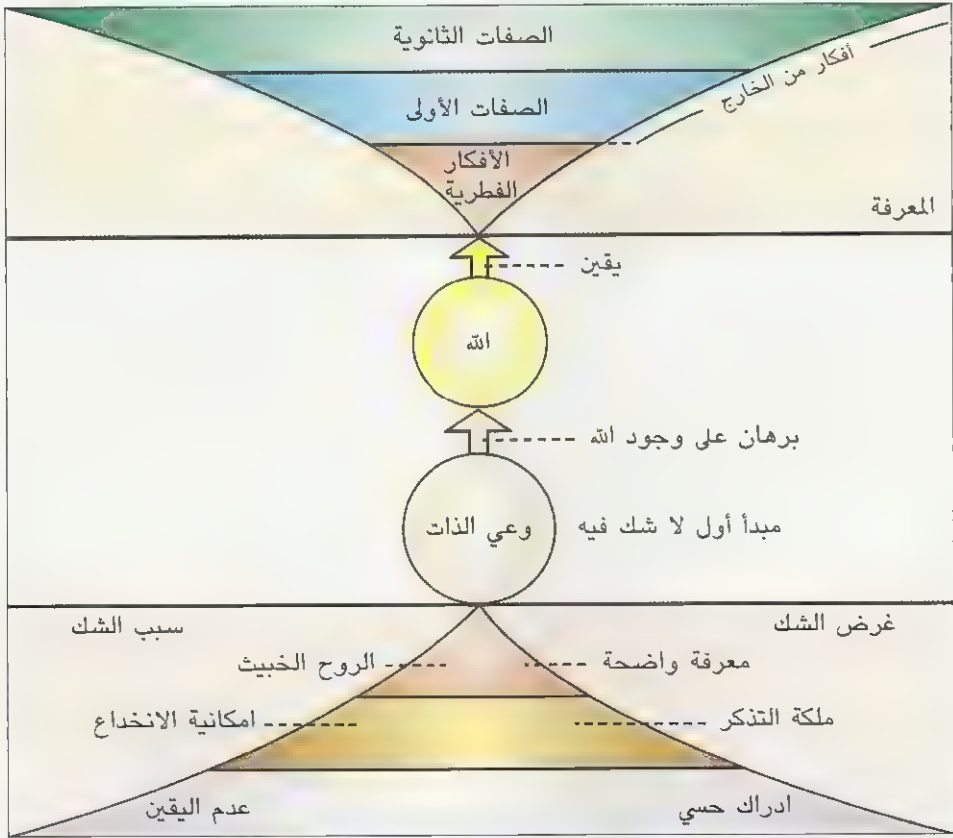 الصفات الثانوية
أفكار من الخارج
الصفات الأولى
الأفكار
الفطرية
المعرفة
يقين
الله
برهان على وجود الله
مبدأ أول لا شك فيه
وعي الذات
غرض الشك
سبب الشك
معرفة واضحة
الروح الخبيث
ملكة التذكر
امكانية الانخداع
ادراك حسي
عدم اليقين